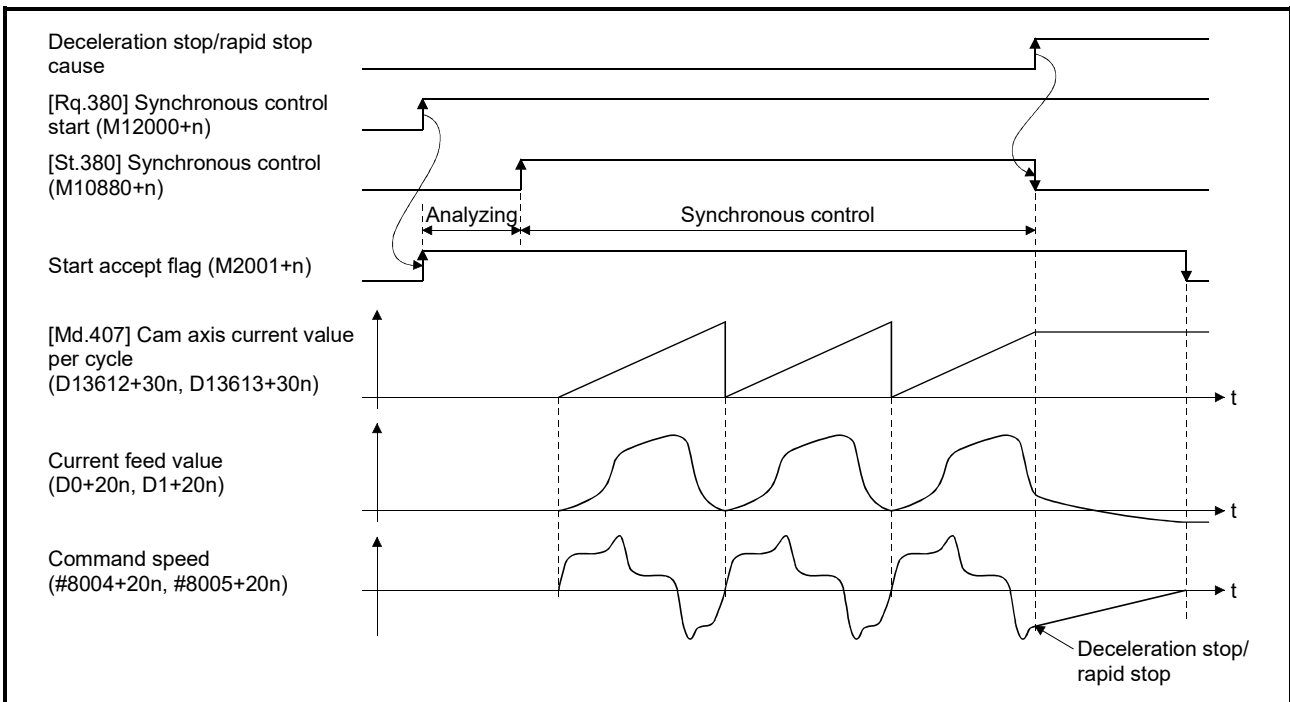 Deceleration stop/rapid stop
cause
[Rq.380] Synchronous control
start (M12000+n)
[St.380] Synchronous control
(M10880+n)
Analyzing
Synchronous control
Start accept flag (M2001+n)
[Md.407] Cam axis current value
per cycle
(D13612+30n, D13613+30n)
t
Current feed value
(D0+20n, D1+20n)
t
Command speed
(#8004+20n, #8005+20n)
t
Deceleration stop/
rapid stop